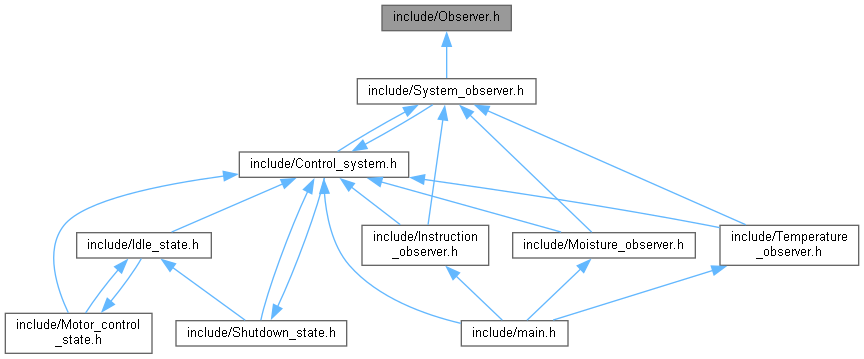 include/Observer.h
include/System_observer.h
include/Control_system.h
include/Idle_state.h
include/Instruction
_observer.h
include/Moisture_observer.h
include/Temperature
_observer.h
include/Motor_control
_state.h
include/Shutdown_state.h
include/main.h